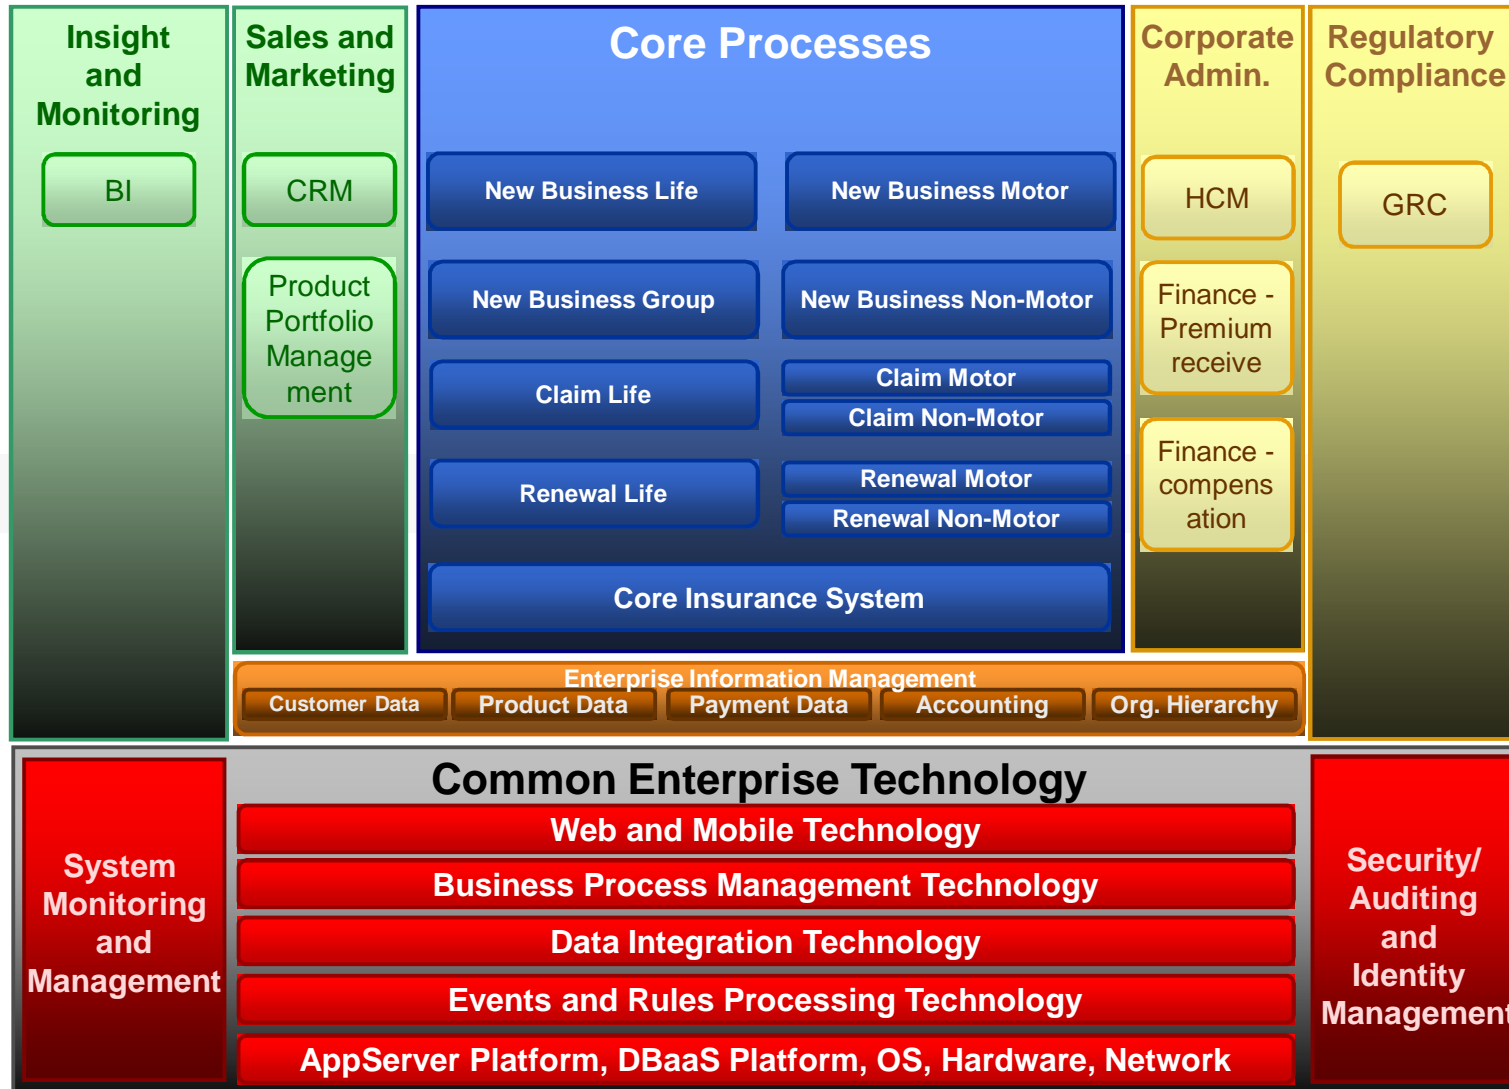 Insight
and
Monitoring
BI
Sales and
Marketing
CRM
Product
Portfolio
Manage
ment
Core Processes
New Business Life
New Business Motor
New Business Group
New Business Non-Motor
Claim Life
Claim Motor
Claim Non-Motor
Renewal Life
Renewal Motor
Renewal Non-Motor
Core Insurance System
Corporate
Admin.
HCM
Finance -
Premium
receive
Finance -
compens
ation
Regulatory
Compliance
GRC
Enterprise Information Management
Customer Data
Product Data
Payment Data
Accounting
Org. Hierarchy
Common Enterprise Technology
System
Monitoring
and
Management
Web and Mobile Technology
Business Process Management Technology
Data Integration Technology
Events and Rules Processing Technology
AppServer Platform, DBaaS Platform, OS, Hardware, Network
Security/
Auditing
and
Identity
Management